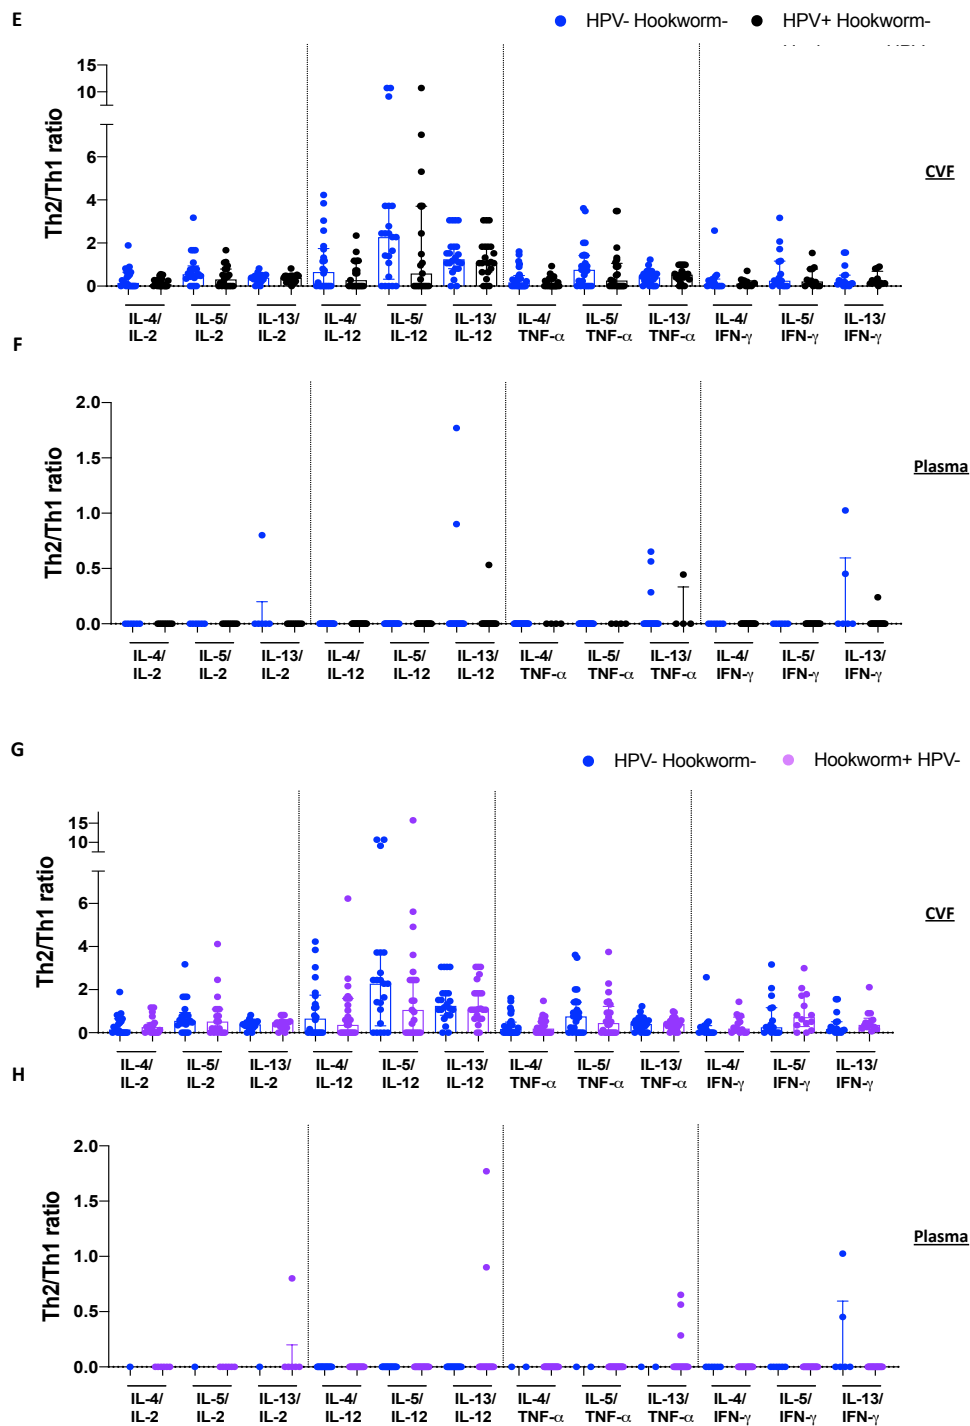 E
HPV- Hookworm-
HPV+ Hookworm-
15
10
6
4
2
0
Th2/Th1 ratio
CVF
IL-4/ IL-5/ IL-13/ IL-4/ IL-5/ IL-13/ IL-4/ IL-5/ IL-13/ IL-4/ IL-5/ IL-13/
IL-2 IL-2 IL-2 IL-12 IL-12 IL-12 TNF-α TNF-α TNF-α IFN-γ IFN-γ IFN-γ
F
2.0
1.5
1.0
0.5
0.0
Th2/Th1 ratio
Plasma
IL-4/ IL-5/ IL-13/ IL-4/ IL-5/ IL-13/ IL-4/ IL-5/ IL-13/ IL-4/ IL-5/ IL-13/
IL-2 IL-2 IL-2 IL-12 IL-12 IL-12 TNF-α TNF-α TNF-α IFN-γ IFN-γ IFN-γ
G
HPV- Hookworm-
Hookworm+ HPV-
15
10
6
4
2
0
Th2/Th1 ratio
CVF
IL-4/ IL-5/ IL-13/ IL-4/ IL-5/ IL-13/ IL-4/ IL-5/ IL-13/ IL-4/ IL-5/ IL-13/
IL-2 IL-2 IL-2 IL-12 IL-12 IL-12 TNF-α TNF-α TNF-α IFN-γ IFN-γ IFN-γ
H
2.0
1.5
1.0
0.5
0.0
Th2/Th1 ratio
Plasma
IL-4/ IL-5/ IL-13/ IL-4/ IL-5/ IL-13/ IL-4/ IL-5/ IL-13/ IL-4/ IL-5/ IL-13/
IL-2 IL-2 IL-2 IL-12 IL-12 IL-12 TNF-α TNF-α TNF-α IFN-γ IFN-γ IFN-γ